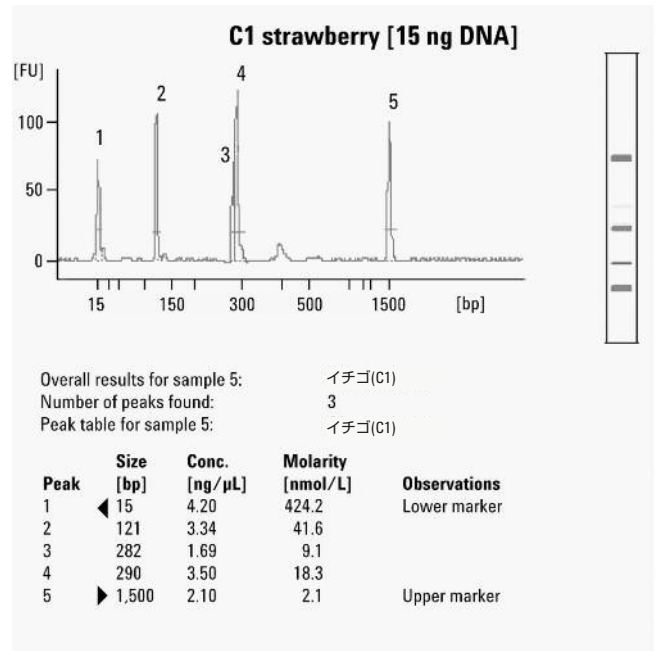 C1 strawberry [15 ng DNA]
[FU]
4
2
5
100
1
3
50
0
15 150 300 500 1500 [bp]
Overall results for sample 5: イチゴ(C1)
Number of peaks found: 3
Peak table for sample 5: イチゴ(C1)
Size Conc. Molarity
Peak [bp] [ng/µL] [nmol/L] Observations
1 ◀ 15 4.20 424.2 Lower marker
2 121 3.34 41.6
3 282 1.69 9.1
4 290 3.50 18.3
5 ▶ 1,500 2.10 2.1 Upper marker